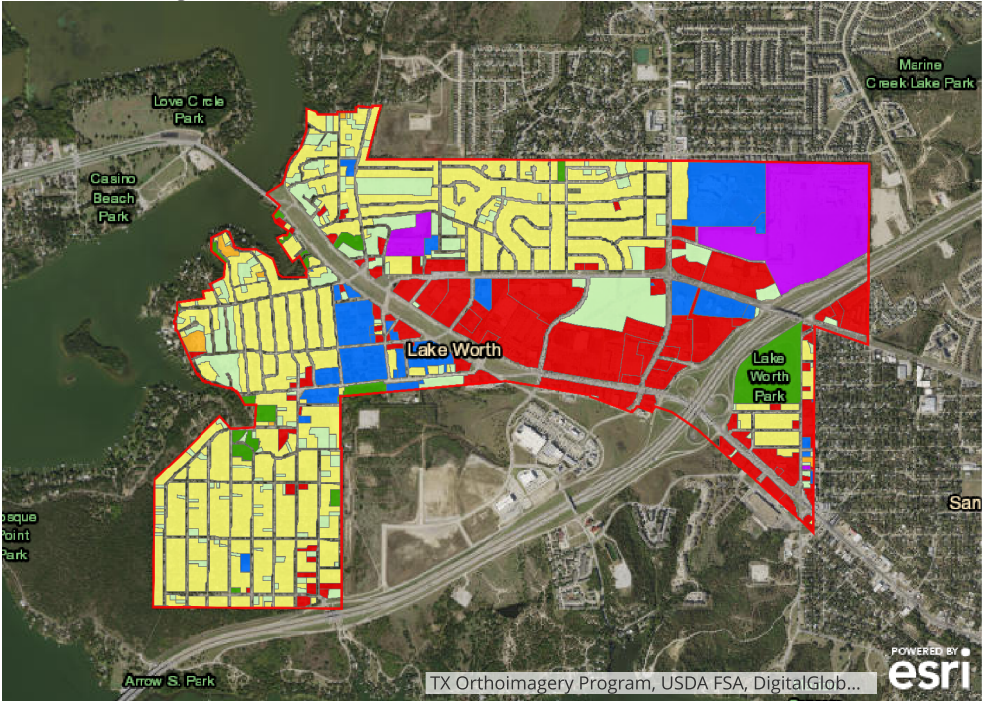 Marine
Creek Lake Park
Love Circle
Park
Casino
Beach
Park
Lake Worth
Lake
Worth
Park
San
osque
Point
Park
Arrow S. Park
POWERED BY
esri
TX Orthoimagery Program, USDA FSA, DigitalGlob...